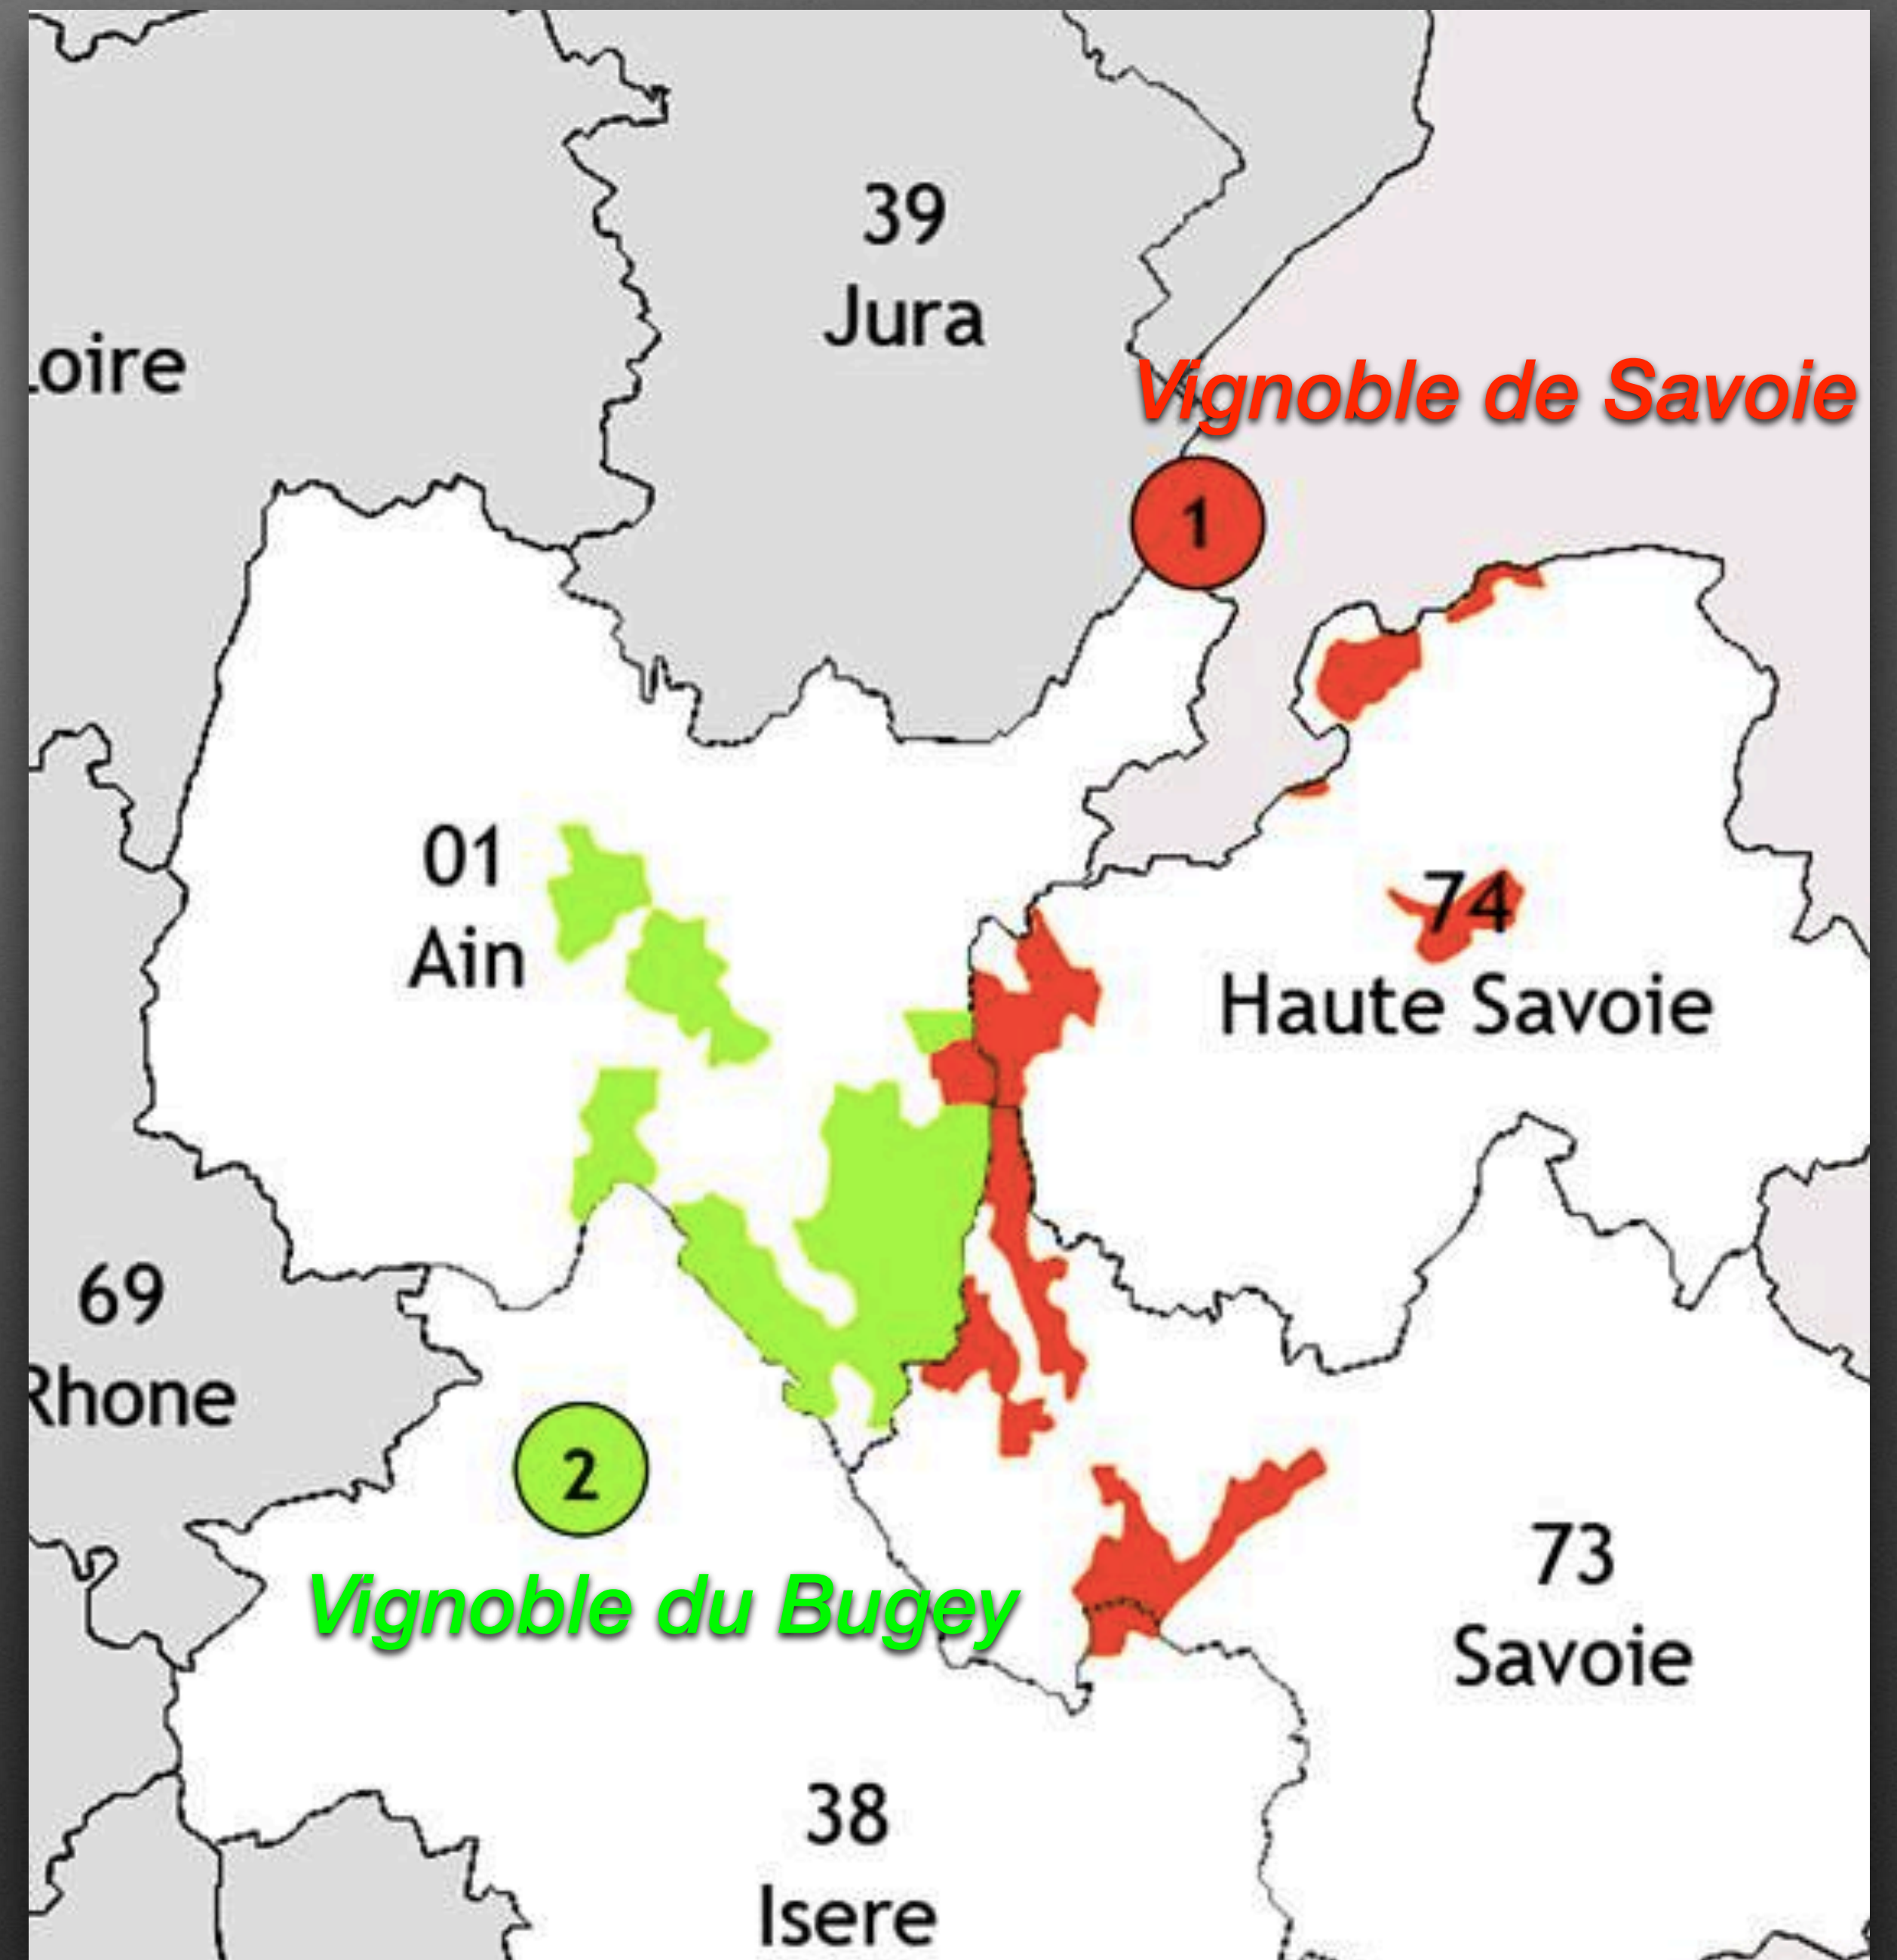 39
Jura
Loire
Vignoble de Savoie
1
01
Ain
74
Haute Savoie
69
Rhone
2
73
Savoie
Vignoble du Bugey
38
Isere